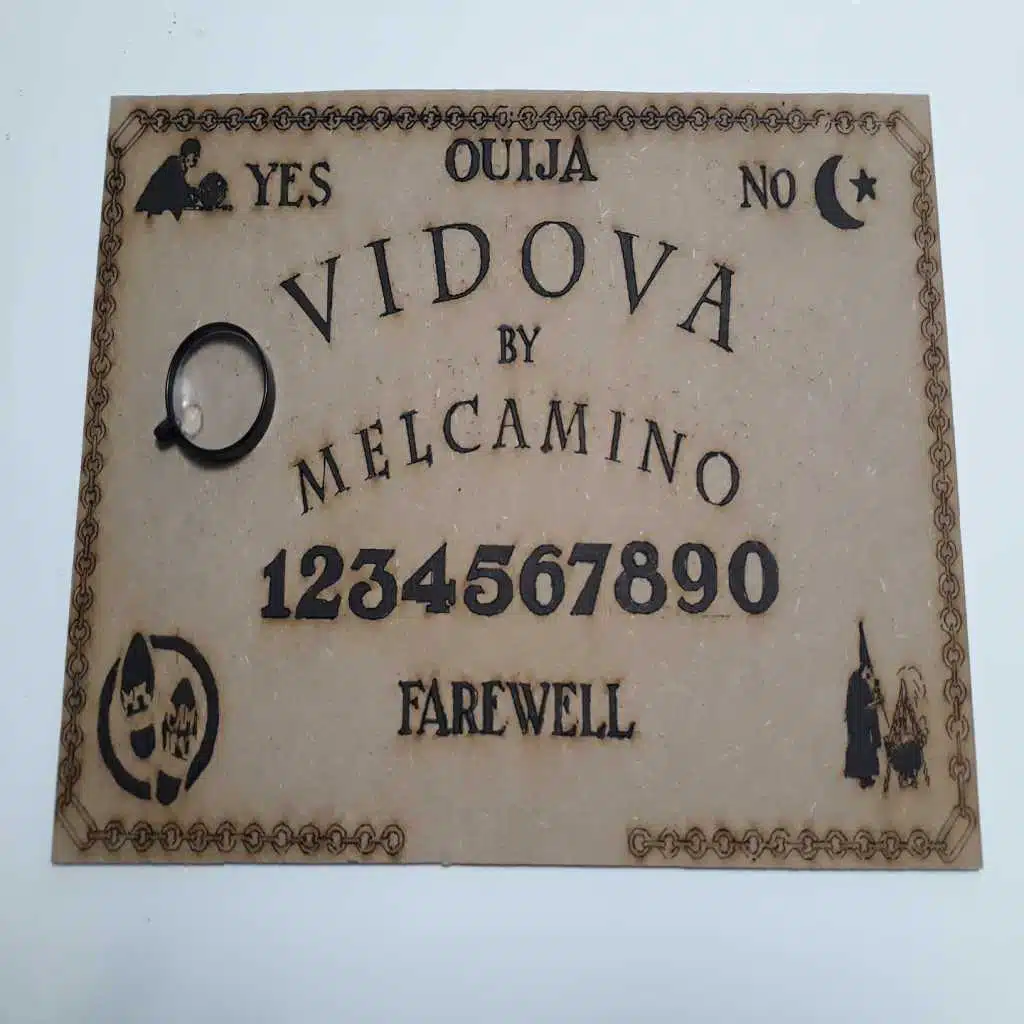 YES OUIJA NO
VIDOVA
BY
MELCAMINO
1234567890
FAREWELL